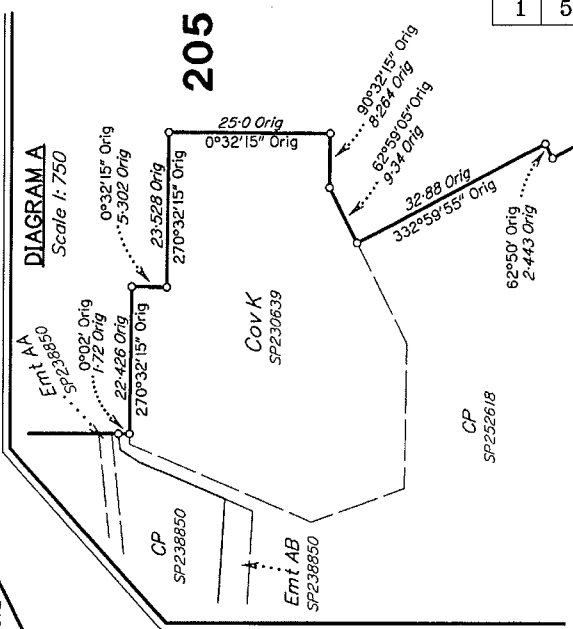 1 5
DIAGRAM A
Scale 1: 750
205
Emt AA
SP238850
0°02' Orig
1·72 Orig
22·426 Orig
270°32'15" Orig
0°32'15" Orig
5·302 Orig
23·528 Orig
270°32'15" Orig
25·0 Orig
0°32'15" Orig
90°32'15" Orig
8·264 Orig
62°59'05" Orig
9·34 Orig
32·88 Orig
332°59'55" Orig
62°50' Orig
2·443 Orig
Cov K
SP230639
CP
SP252618
CP
SP238850
Emt AB
SP238850